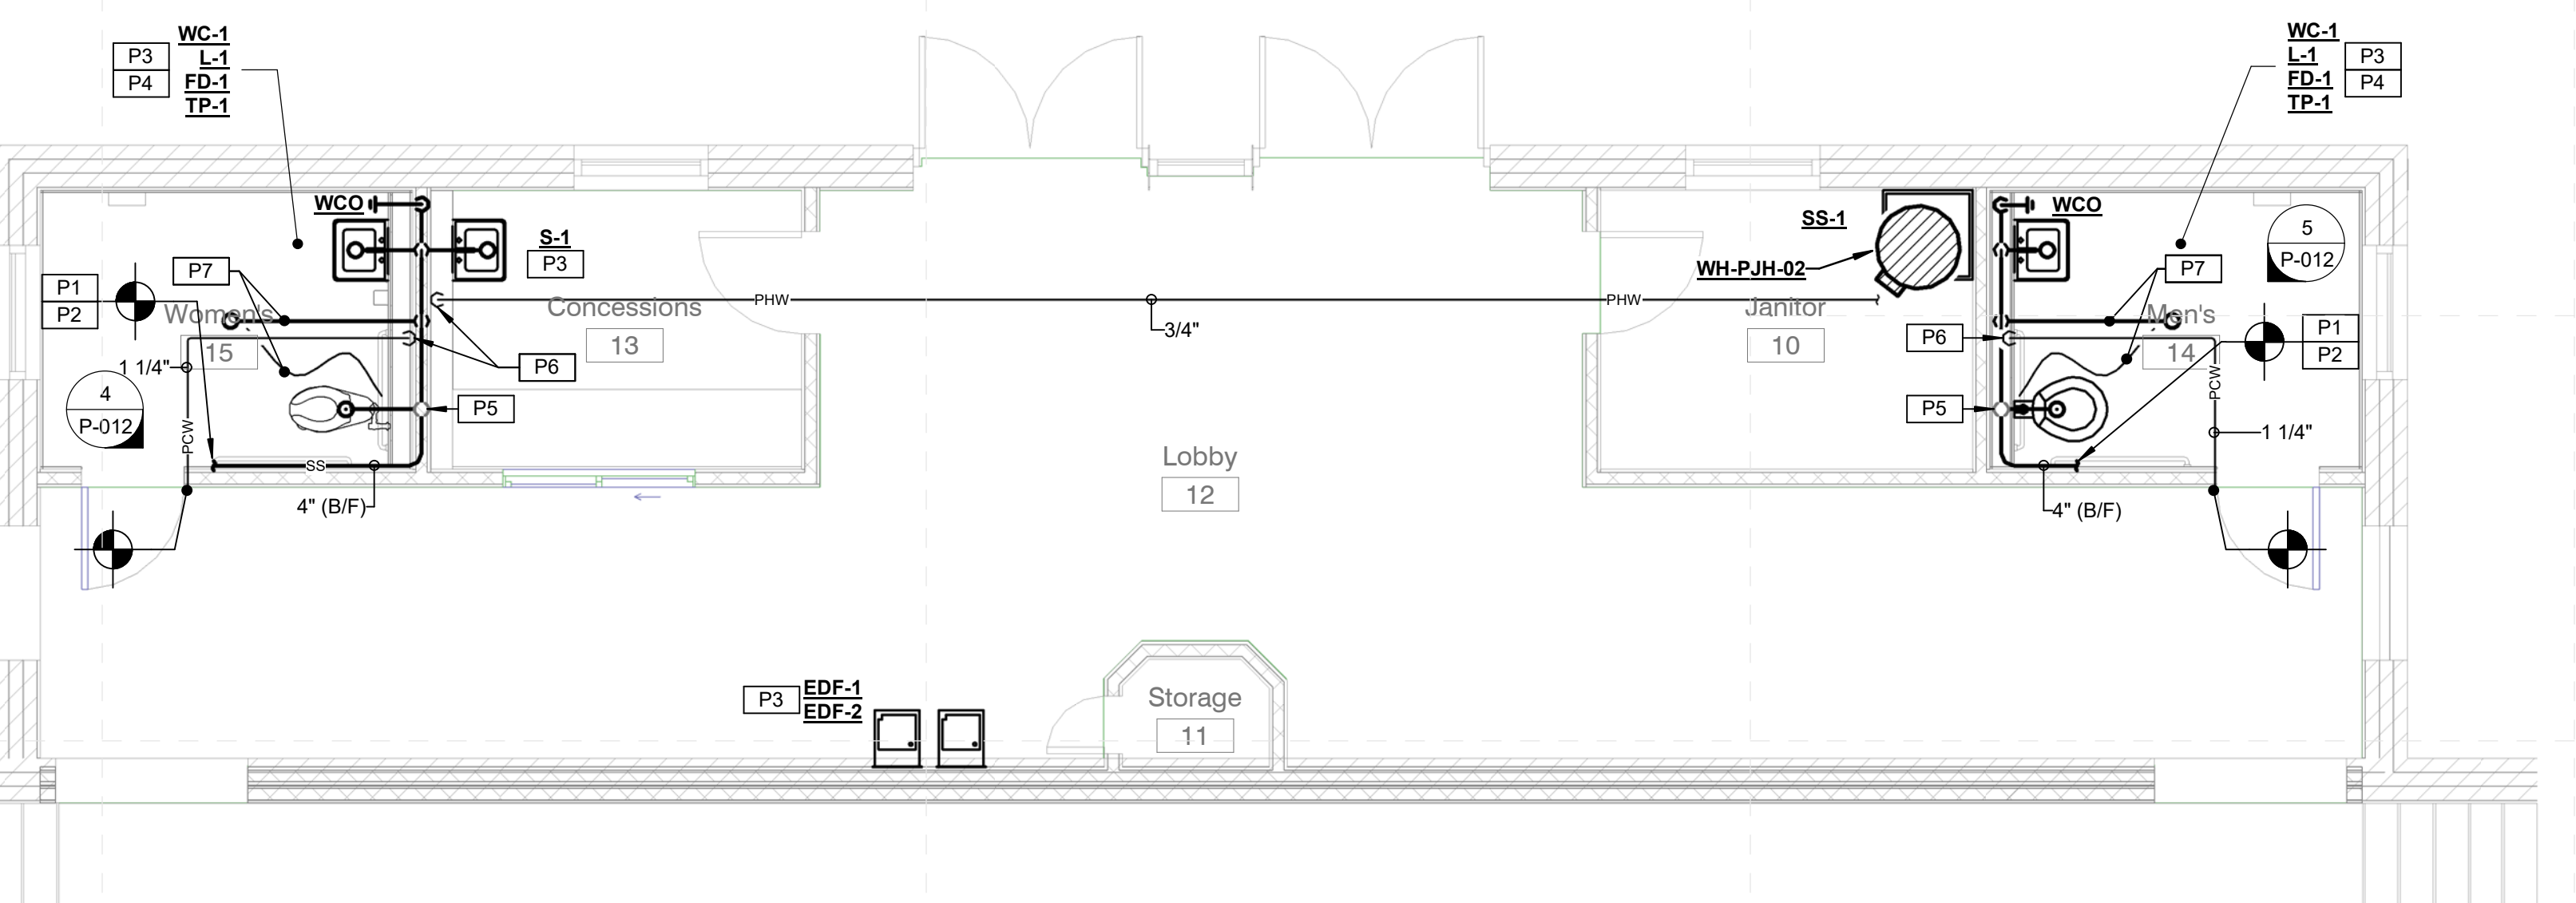 WC-1
L-1
FD-1
TP-1
P3
P4
WC-1
L-1
FD-1
TP-1
P3
P4
WCO
S-1
P3
SS-1
WH-PJH-02
WCO
5
P-012
P7
P1
P2
Women's
15
1 1/4"
4
P-012
PCW
SS
4" (B/F)
P5
P6
Concessions
13
PHW
3/4"
PHW
Janitor
10
P6
P5
P7
Men's
14
P1
P2
PCW
1 1/4"
4" (B/F)
Lobby
12
P3
EDF-1
EDF-2
Storage
11